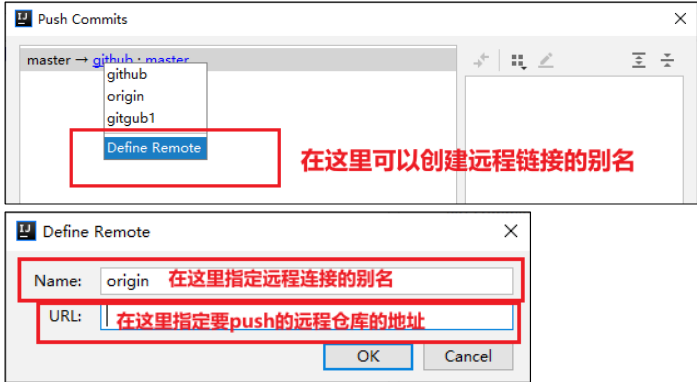 Push Commits
master → github : master
github
origin
gitgub1
Define Remote
在这里可以创建远程链接的别名
Define Remote
Name: origin 在这里指定远程连接的别名
URL: 在这里指定要push的远程仓库的地址
OK Cancel